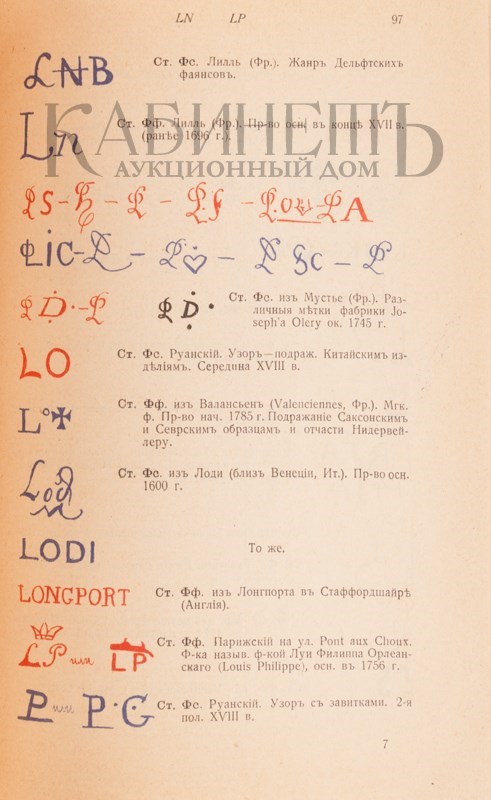 LN LP 97
LNB
Ст. Фс. Лилль (Фр.). Жанръ Дельфтскихъ
фаянсовъ.
Ln
Ст. Фф. Лилль (Фр.). Пр-во осн. въ концѣ XVII в.
(ранѣе 1696 г.).
КАБИНЕТЪ
АУКЦИОННЫЙ ДОМ
LIC
D
Ст. Фс. изъ Мустье (Фр.). Раз-
личныя мѣтки фабрики Jo-
seph'a Olery ок. 1745 г.
LO
Ст. Фс. Руанскій. Узоръ—подраж. Китайскимъ из-
дѣліямъ. Середина XVIII в.
L
Ст. Фф. изъ Валансьен (Valenciennes, Фр.). Мгк.
ф. Пр-во нач. 1785 г. Подражаніе Саксонскимъ
и Севрскимъ образцамъ и отчасти Нидервей-
леру.
Lodi
Ст. Фс. изъ Лоди (близъ Венеціи, Ит.). Пр-во осн.
1600 г.
LODI
То же.
LONGPORT
Ст. Фф. изъ Лонгпорта въ Стаффордшайрѣ
(Англія).
LP или LP
Ст. Фф. Парижскій на ул. Pont aux Choux.
Ф-ка назыв. ф-кой Луи Филиппа Орлеан-
скаго (Louis Philippe), осн. въ 1756 г.
P или P·G
Ст. Фс. Руанскій. Узоръ съ завитками. 2-я
пол. XVIII в.
7